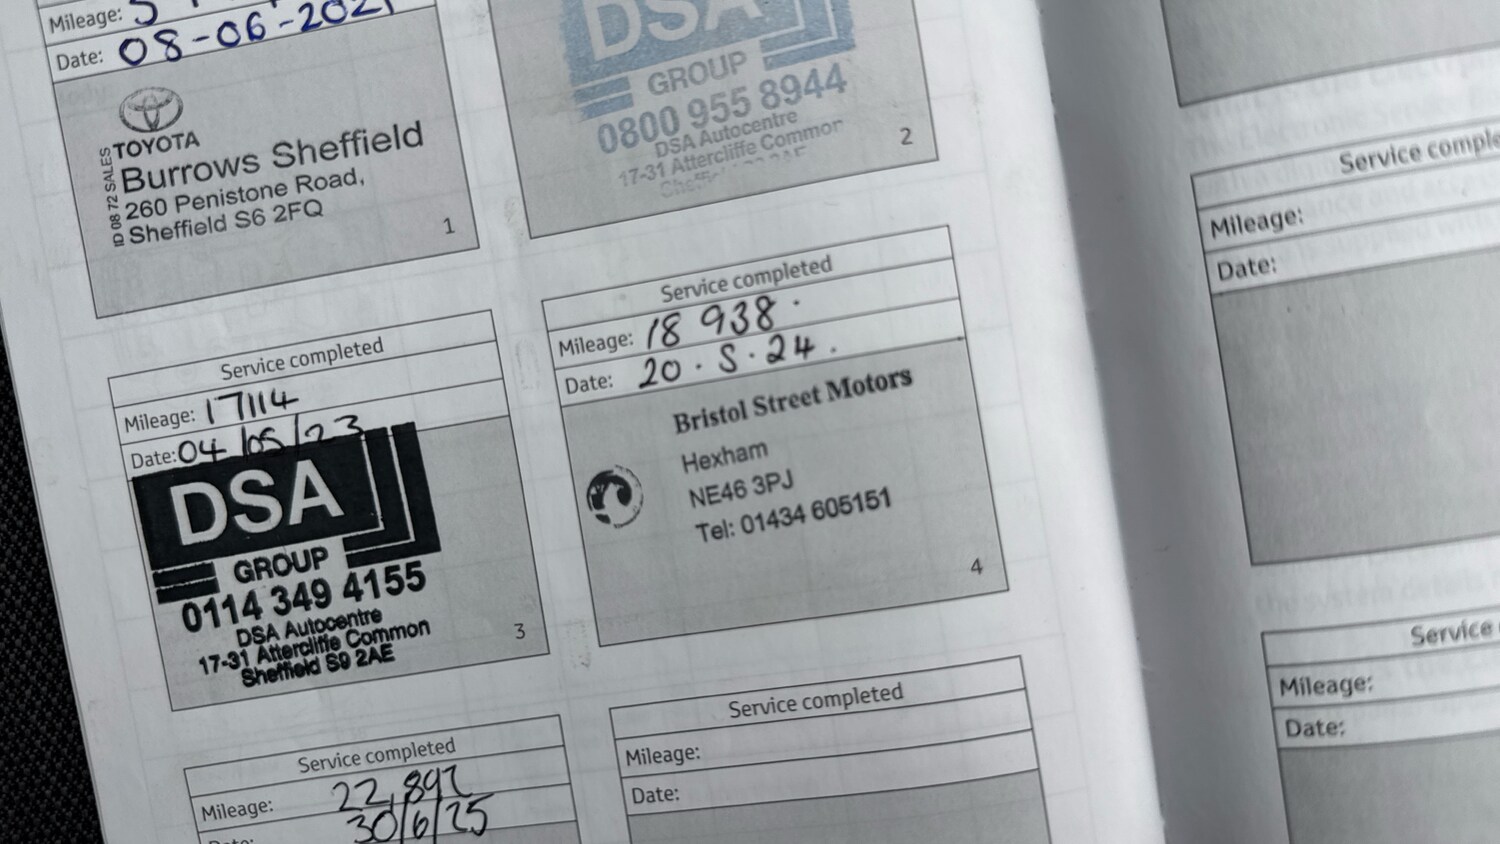 Mileage:
Date: 08-06-2021
TOYOTA
ID 08 72 SALES
Burrows Sheffield
260 Penistone Road,
Sheffield S6 2FQ
1
DSA
GROUP
0800 955 8944
DSA Autocentre
17-31 Attercliffe Common
2
Service completed
Mileage: 17114
Date: 04/05/23
DSA
GROUP
0114 349 4155
DSA Autocentre
17-31 Attercliffe Common
Sheffield S9 2AE
3
Service completed
Mileage: 18 938.
Date: 20.5.24.
Bristol Street Motors
Hexham
NE46 3PJ
Tel: 01434 605151
4
Service completed
Mileage: 22,892
Date: 30/6/25
Service completed
Mileage:
Date:
Service comple
Mileage:
Date:
Service
Mileage:
Date: